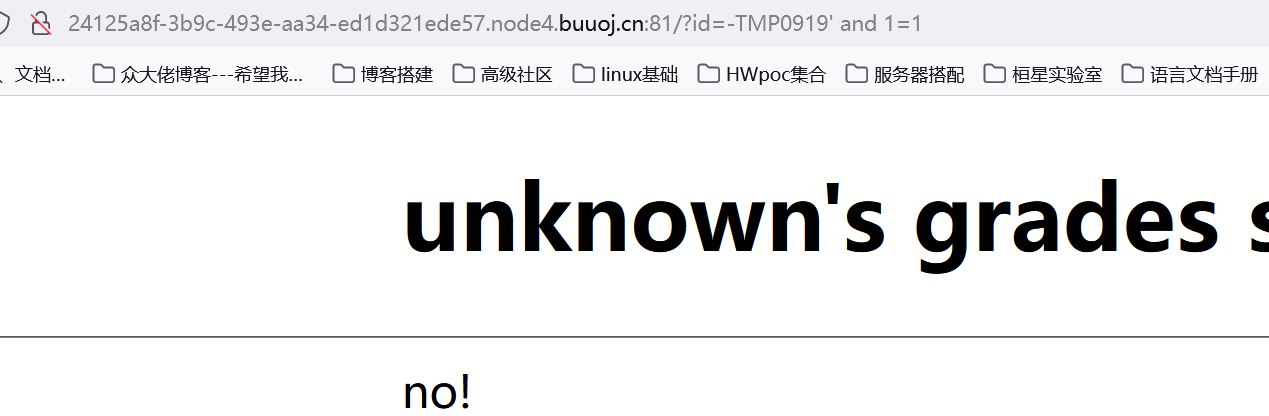 24125a8f-3b9c-493e-aa34-ed1d321ede57.node4.buuoj.cn:81/?id=-TMP0919' and 1=1
、文档... 众大佬博客---希望我... 博客搭建 高级社区 linux基础 HWpoc集合 服务器搭配 桓星实验室 语言文档手册
unknown's grades s
no!